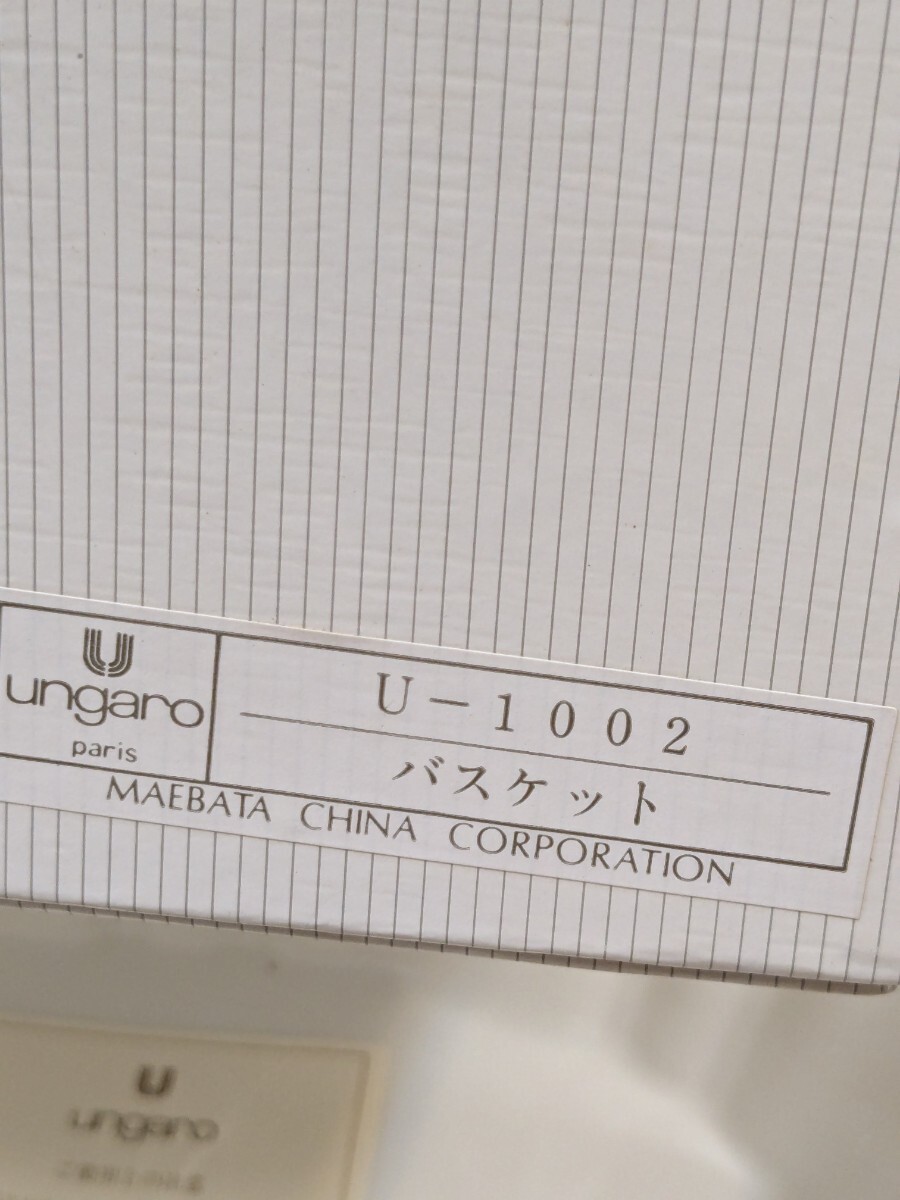 U
ungaro
paris
U-1002
バスケット
MAEBATA CHINA CORPORATION
U
ungaro